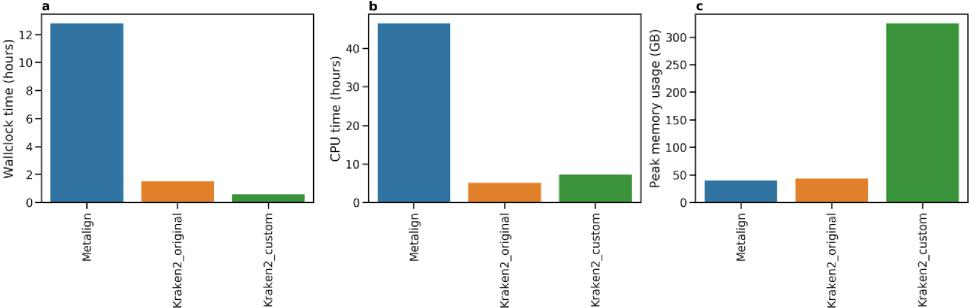 a
Wallclock time (hours)
12
10
8
6
4
2
0
Metalign
Kraken2_original
Kraken2_custom
b
CPU time (hours)
40
30
20
10
0
Metalign
Kraken2_original
Kraken2_custom
c
Peak memory usage (GB)
300
250
200
150
100
50
0
Metalign
Kraken2_original
Kraken2_custom